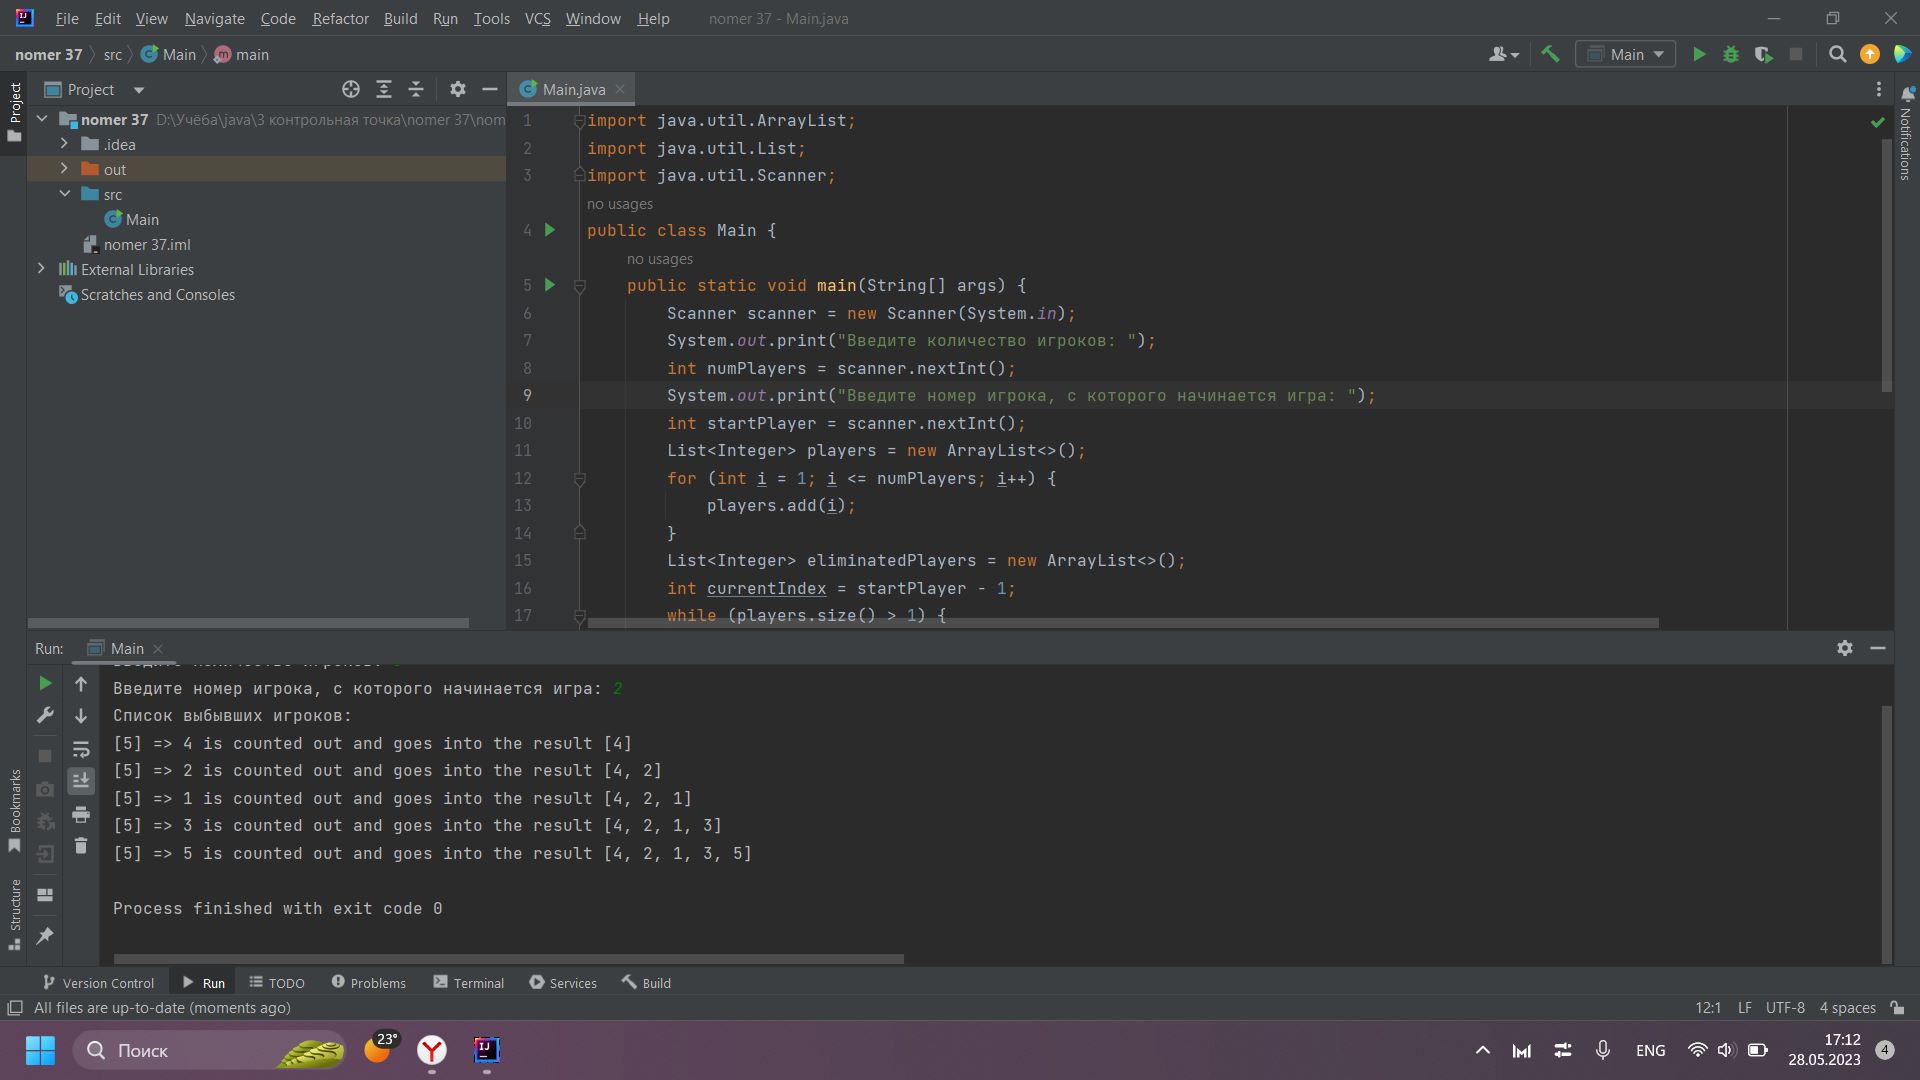 File Edit View Navigate Code Refactor Build Run Tools VCS Window Help nomer 37 - Main.java
nomer 37 src Main main
Main
Project
Main.java
Project
Notifications
nomer 37 D:\Учёба\java\3 контрольная точка\nomer 37\nom
.idea
out
src
Main
nomer 37.iml
External Libraries
Scratches and Consoles
1 import java.util.ArrayList;
2 import java.util.List;
3 import java.util.Scanner;
no usages
4 public class Main {
no usages
5 public static void main(String[] args) {
6 Scanner scanner = new Scanner(System.in);
7 System.out.print("Введите количество игроков: ");
8 int numPlayers = scanner.nextInt();
9 System.out.print("Введите номер игрока, с которого начинается игра: ");
10 int startPlayer = scanner.nextInt();
11 List<Integer> players = new ArrayList<>();
12 for (int i = 1; i <= numPlayers; i++) {
13 players.add(i);
14 }
15 List<Integer> eliminatedPlayers = new ArrayList<>();
16 int currentIndex = startPlayer - 1;
17 while (players.size() > 1) {
Run: Main
Введите номер игрока, с которого начинается игра: 2
Список выбывших игроков:
[5] => 4 is counted out and goes into the result [4]
[5] => 2 is counted out and goes into the result [4, 2]
[5] => 1 is counted out and goes into the result [4, 2, 1]
[5] => 3 is counted out and goes into the result [4, 2, 1, 3]
[5] => 5 is counted out and goes into the result [4, 2, 1, 3, 5]
Process finished with exit code 0
Bookmarks
Structure
Version Control Run TODO Problems Terminal Services Build
All files are up-to-date (moments ago)
12:1 LF UTF-8 4 spaces
Поиск
23°
ENG
17:12
28.05.2023
4